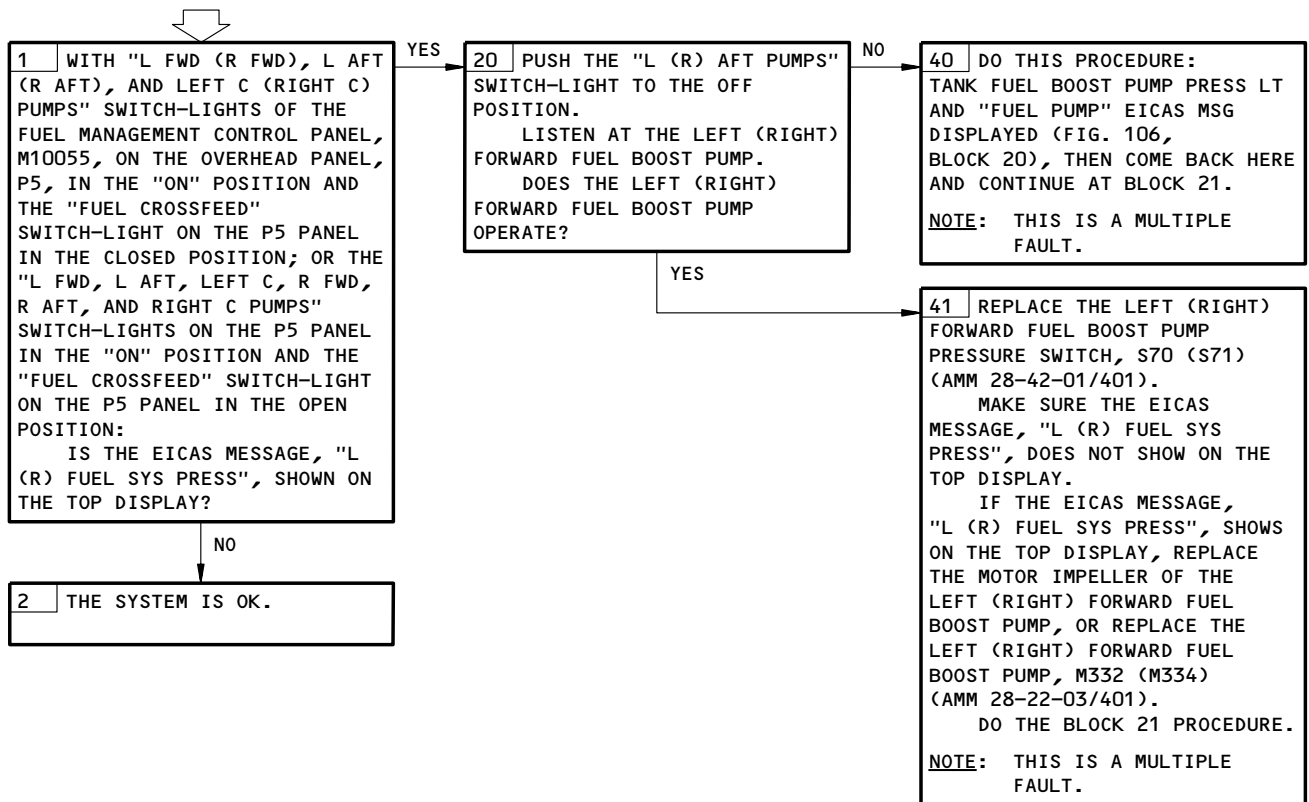 1 WITH "L FWD (R FWD), L AFT
(R AFT), AND LEFT C (RIGHT C)
PUMPS" SWITCH-LIGHTS OF THE
FUEL MANAGEMENT CONTROL PANEL,
M10055, ON THE OVERHEAD PANEL,
P5, IN THE "ON" POSITION AND
THE "FUEL CROSSFEED"
SWITCH-LIGHT ON THE P5 PANEL
IN THE CLOSED POSITION; OR THE
"L FWD, L AFT, LEFT C, R FWD,
R AFT, AND RIGHT C PUMPS"
SWITCH-LIGHTS ON THE P5 PANEL
IN THE "ON" POSITION AND THE
"FUEL CROSSFEED" SWITCH-LIGHT
ON THE P5 PANEL IN THE OPEN
POSITION:
IS THE EICAS MESSAGE, "L
(R) FUEL SYS PRESS", SHOWN ON
THE TOP DISPLAY?
YES
NO
2 THE SYSTEM IS OK.
20 PUSH THE "L (R) AFT PUMPS"
SWITCH-LIGHT TO THE OFF
POSITION.
LISTEN AT THE LEFT (RIGHT)
FORWARD FUEL BOOST PUMP.
DOES THE LEFT (RIGHT)
FORWARD FUEL BOOST PUMP
OPERATE?
NO
YES
40 DO THIS PROCEDURE:
TANK FUEL BOOST PUMP PRESS LT
AND "FUEL PUMP" EICAS MSG
DISPLAYED (FIG. 106,
BLOCK 20), THEN COME BACK HERE
AND CONTINUE AT BLOCK 21.
NOTE: THIS IS A MULTIPLE
FAULT.
41 REPLACE THE LEFT (RIGHT)
FORWARD FUEL BOOST PUMP
PRESSURE SWITCH, S70 (S71)
(AMM 28-42-01/401).
MAKE SURE THE EICAS
MESSAGE, "L (R) FUEL SYS
PRESS", DOES NOT SHOW ON THE
TOP DISPLAY.
IF THE EICAS MESSAGE,
"L (R) FUEL SYS PRESS", SHOWS
ON THE TOP DISPLAY, REPLACE
THE MOTOR IMPELLER OF THE
LEFT (RIGHT) FORWARD FUEL
BOOST PUMP, OR REPLACE THE
LEFT (RIGHT) FORWARD FUEL
BOOST PUMP, M332 (M334)
(AMM 28-22-03/401).
DO THE BLOCK 21 PROCEDURE.
NOTE: THIS IS A MULTIPLE
FAULT.